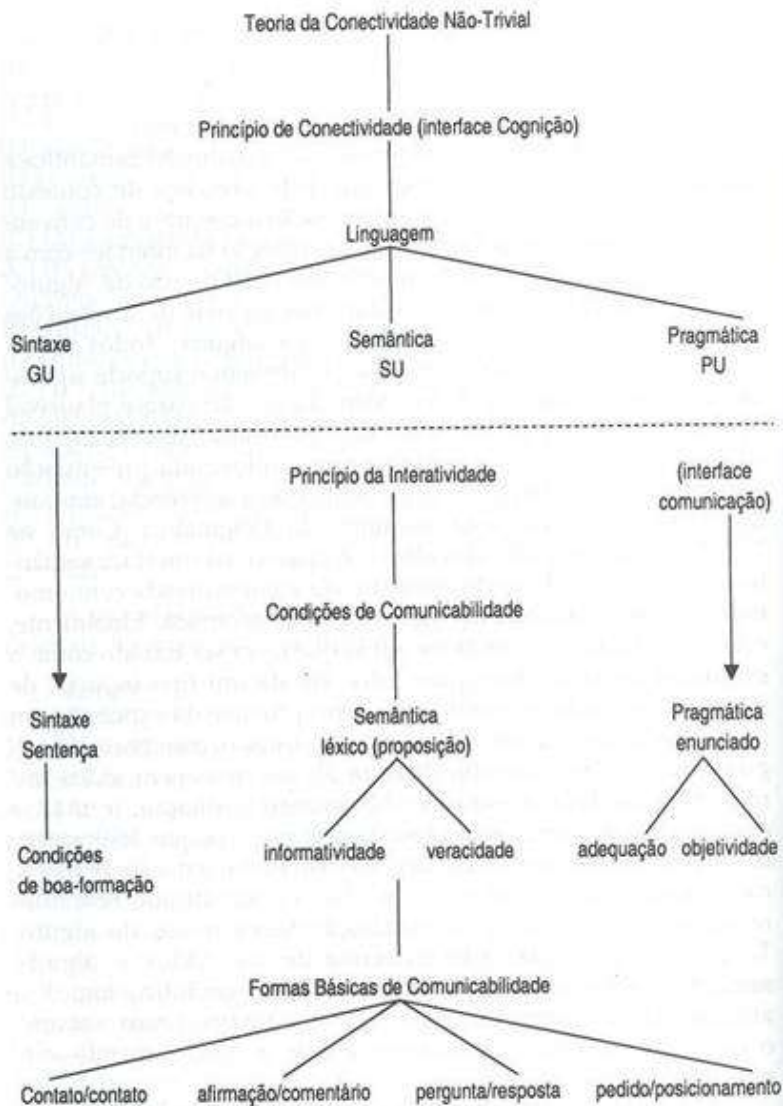 Teoria da Conectividade Não-Trivial
Princípio de Conectividade (interface Cognição)
Linguagem
Sintaxe
GU
Semântica
SU
Pragmática
PU
Princípio da Interatividade
(interface
comunicação)
Condições de Comunicabilidade
Sintaxe
Sentença
Semântica
léxico (proposição)
Pragmática
enunciado
Condições
de boa-formação
informatividade
veracidade
adequação
objetividade
Formas Básicas de Comunicabilidade
Contato/contato
afirmação/comentário
pergunta/resposta
pedido/posicionamento